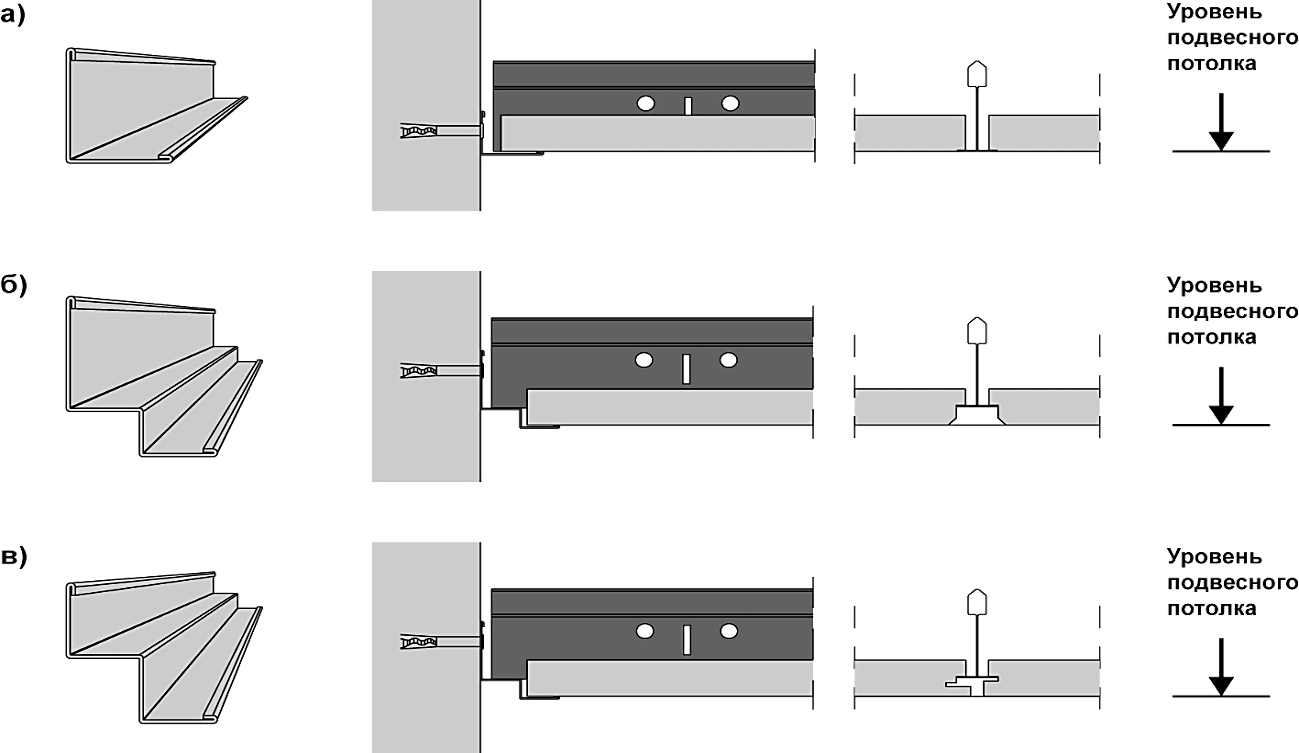 а)
Уровень
подвесного
потолка
б)
Уровень
подвесного
потолка
в)
Уровень
подвесного
потолка